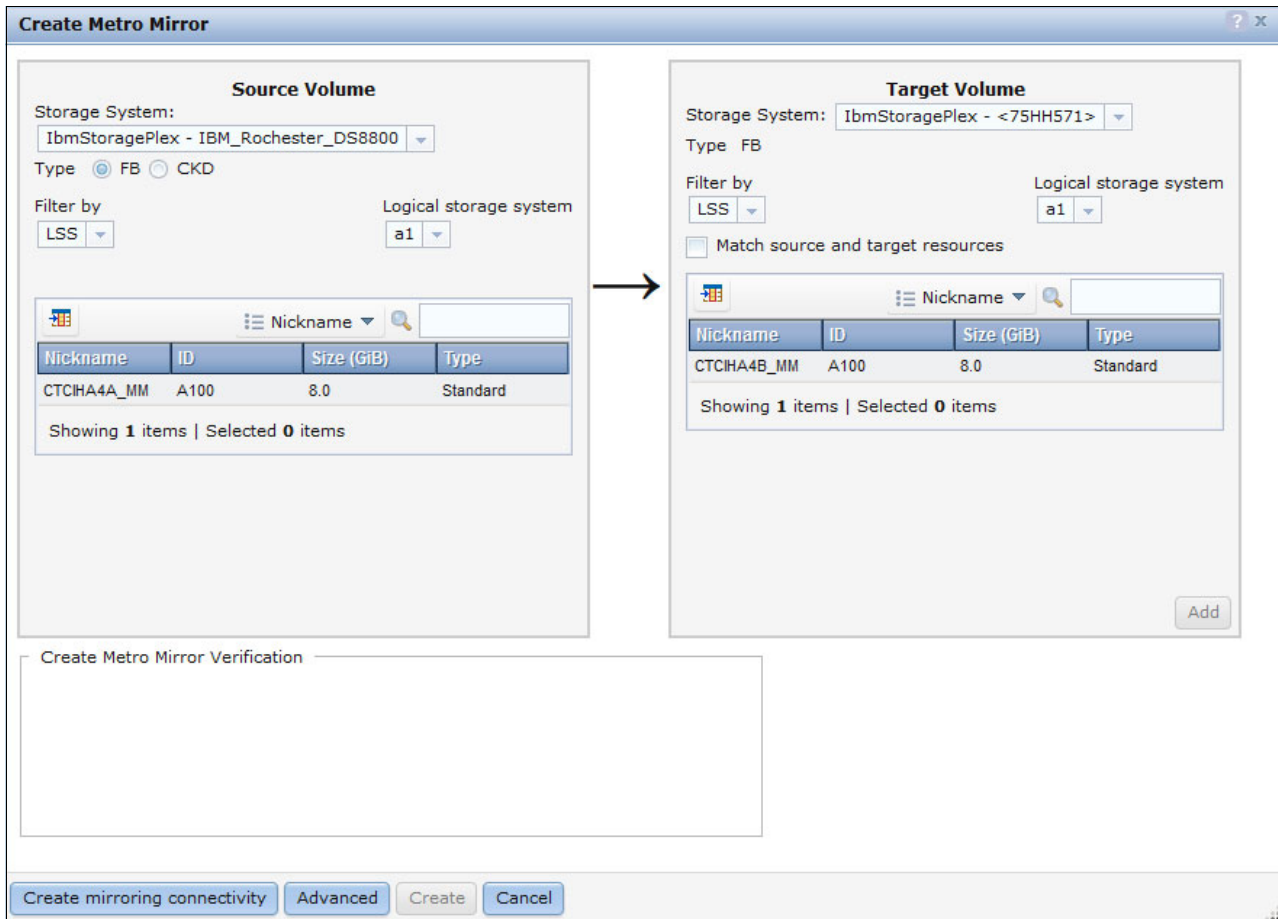 Create Metro Mirror
? x
Source Volume
Storage System:
IbmStoragePlex - IBM_Rochester_DS8800
Type FB CKD
Filter by Logical storage system
LSS a1
Nickname
Nickname ID Size (GiB) Type
CTCIHA4A_MM A100 8.0 Standard
Showing 1 items | Selected 0 items
Target Volume
Storage System: IbmStoragePlex - <75HH571>
Type FB
Filter by Logical storage system
LSS a1
Match source and target resources
Nickname
Nickname ID Size (GiB) Type
CTCIHA4B_MM A100 8.0 Standard
Showing 1 items | Selected 0 items
Add
Create Metro Mirror Verification
Create mirroring connectivity Advanced Create Cancel